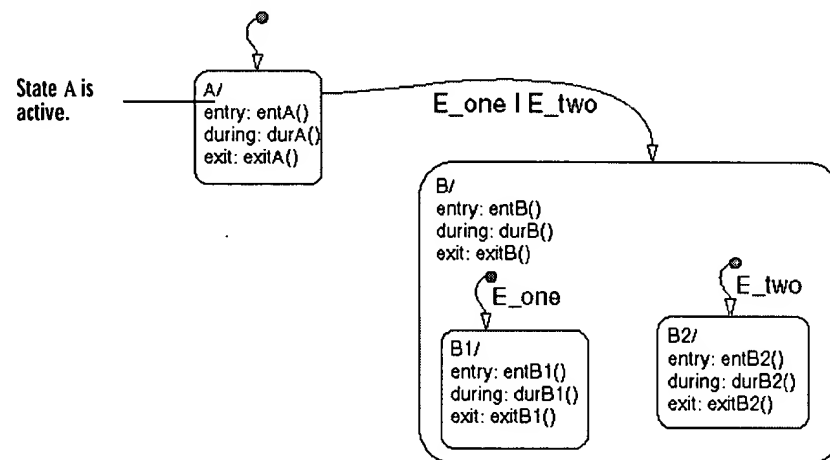 State A is
active.
A/
entry: entA()
during: durA()
exit: exitA()
E_one | E_two
B/
entry: entB()
during: durB()
exit: exitB()
E_one
E_two
B1/
entry: entB1()
during: durB1()
exit: exitB1()
B2/
entry: entB2()
during: durB2()
exit: exitB2()